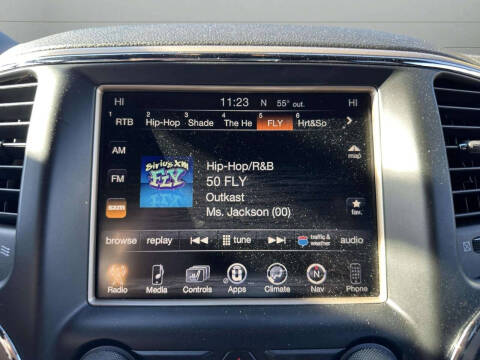 HI 11:23 N 55° out. HI
1 RTB 2 Hip-Hop 3 Shade 4 The He 5 FLY 6 Hrt&So
AM
map
SiriusXM
FLY
Hip-Hop/R&B
50 FLY
Outkast
Ms. Jackson (00)
FM
sxm
fav.
browse replay tune traffic & weather audio
Radio Media Controls Apps Climate Nav Phone